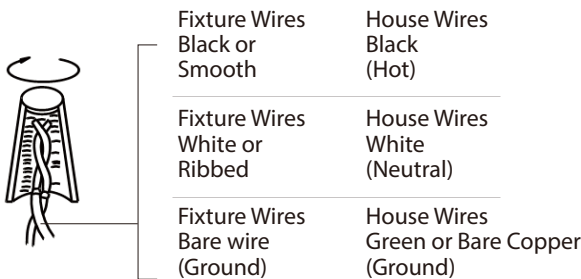 Fixture Wires House Wires
Black or Black
Smooth (Hot)
Fixture Wires House Wires
White or White
Ribbed (Neutral)
Fixture Wires House Wires
Bare wire Green or Bare Copper
(Ground) (Ground)